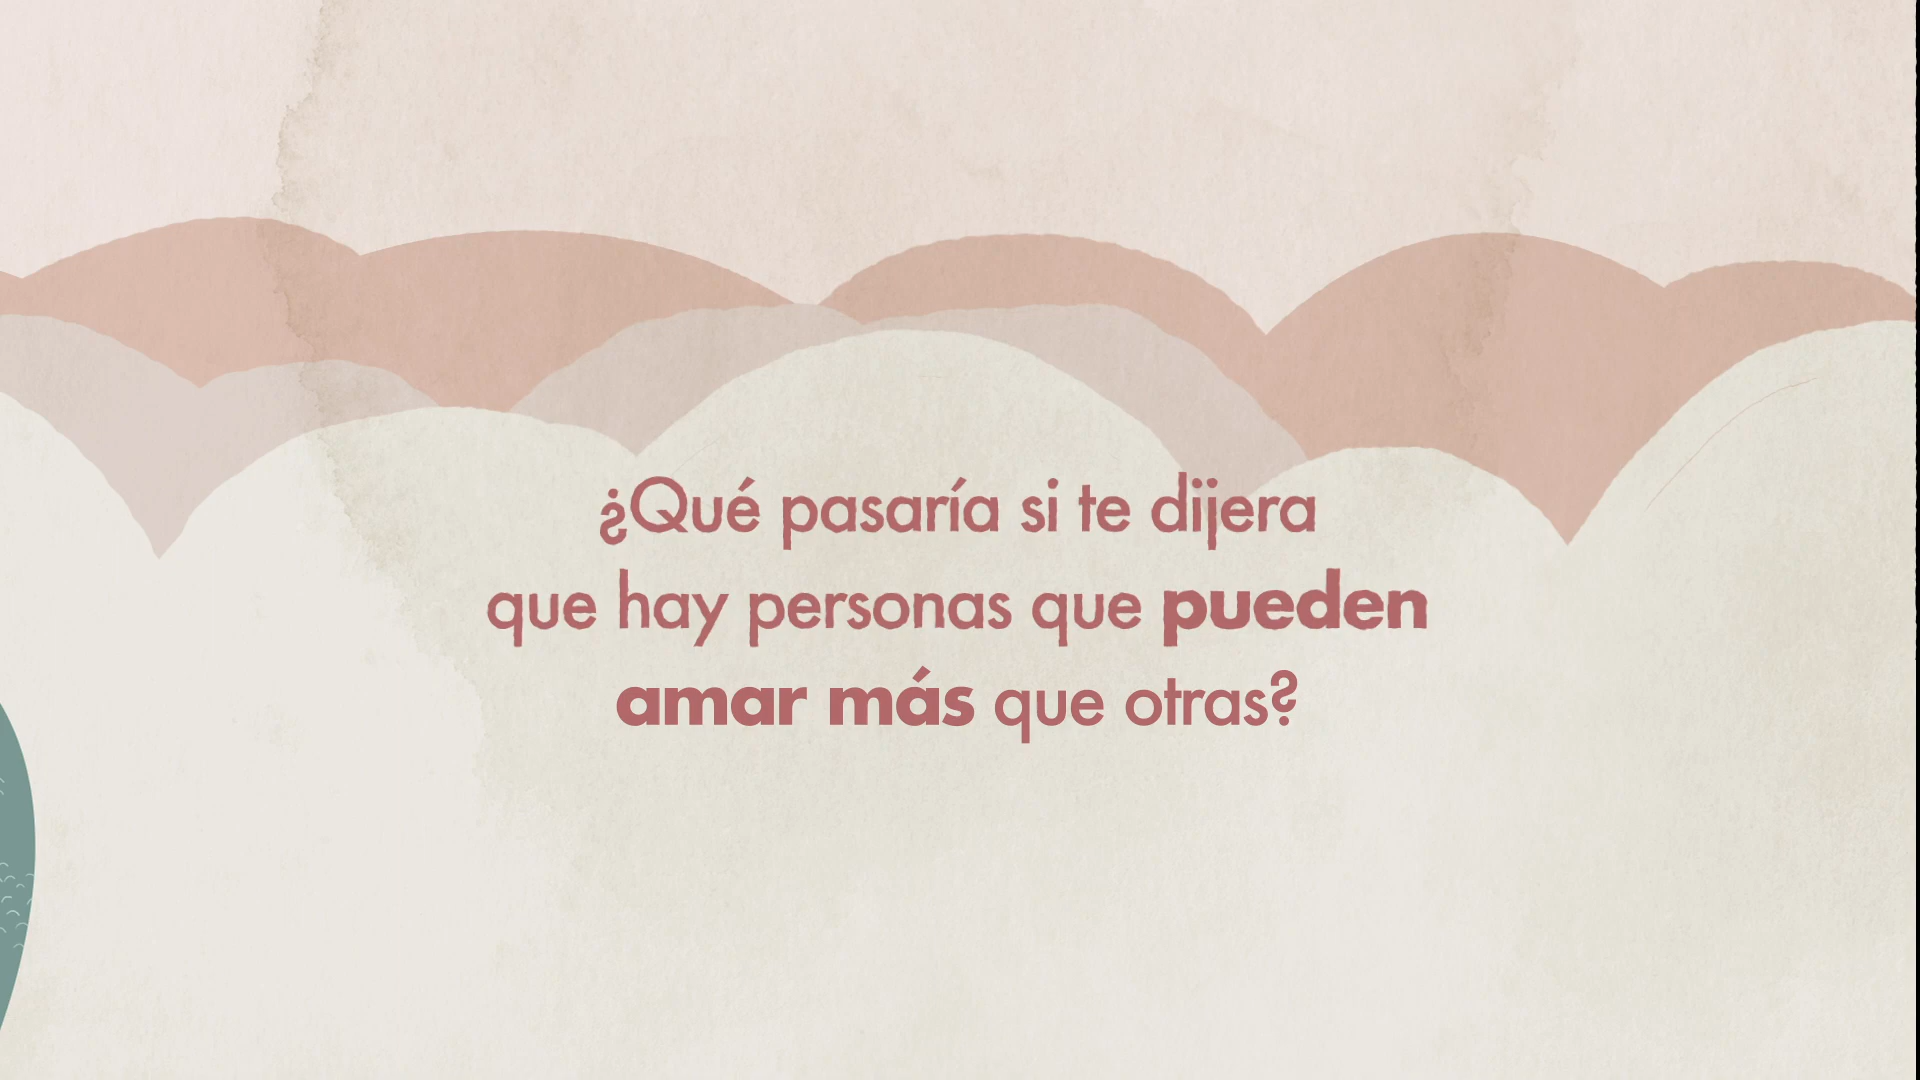 ¿Qué pasaría si te dijera
que hay personas que pueden
amar más que otras?